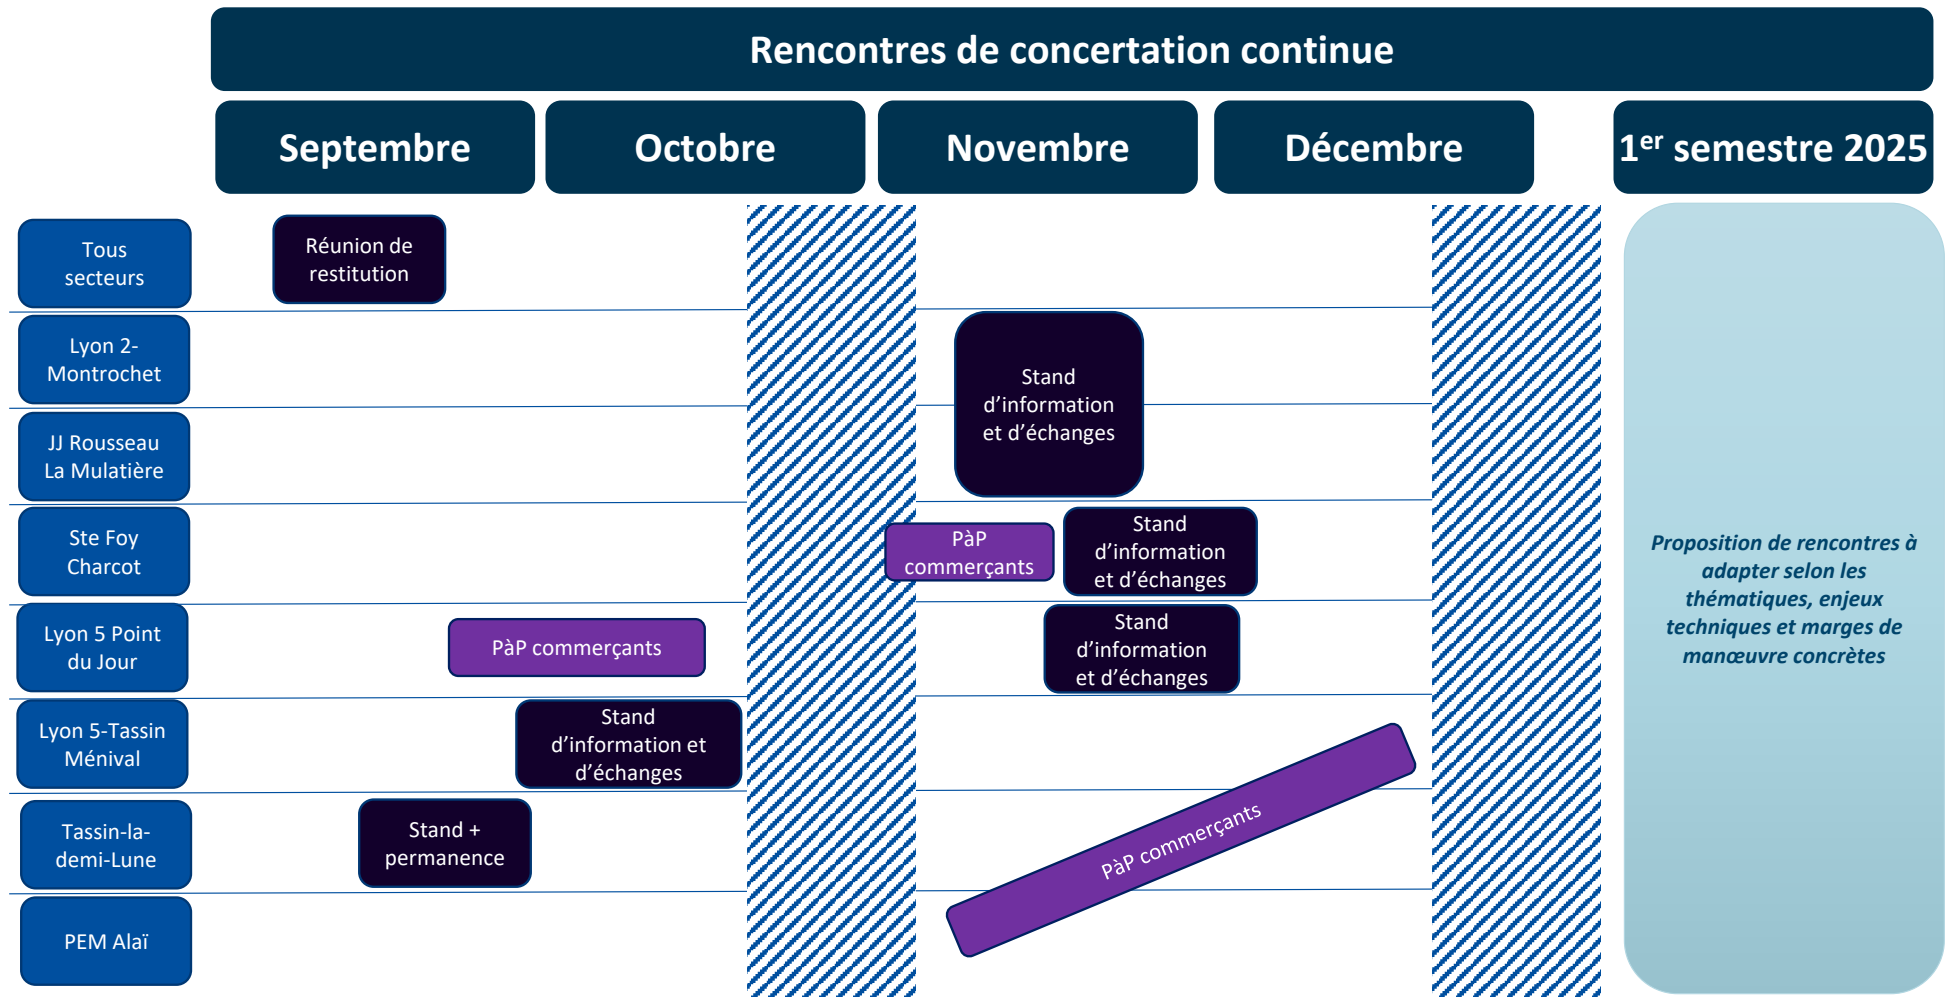 Rencontres de concertation continue
Septembre
Octobre
Novembre
Décembre
1er semestre 2025
Tous
secteurs
Réunion de
restitution
Lyon 2-
Montrochet
Stand
d’information
et d’échanges
JJ Rousseau
La Mulatière
Ste Foy
Charcot
PàP
commerçants
Stand
d’information
et d’échanges
Lyon 5 Point
du Jour
PàP commerçants
Stand
d’information
et d’échanges
Lyon 5-Tassin
Ménival
Stand
d’information et
d’échanges
Tassin-la-
demi-Lune
Stand +
permanence
PàP commerçants
PEM Alaï
Proposition de rencontres à
adapter selon les
thématiques, enjeux
techniques et marges de
manœuvre concrètes